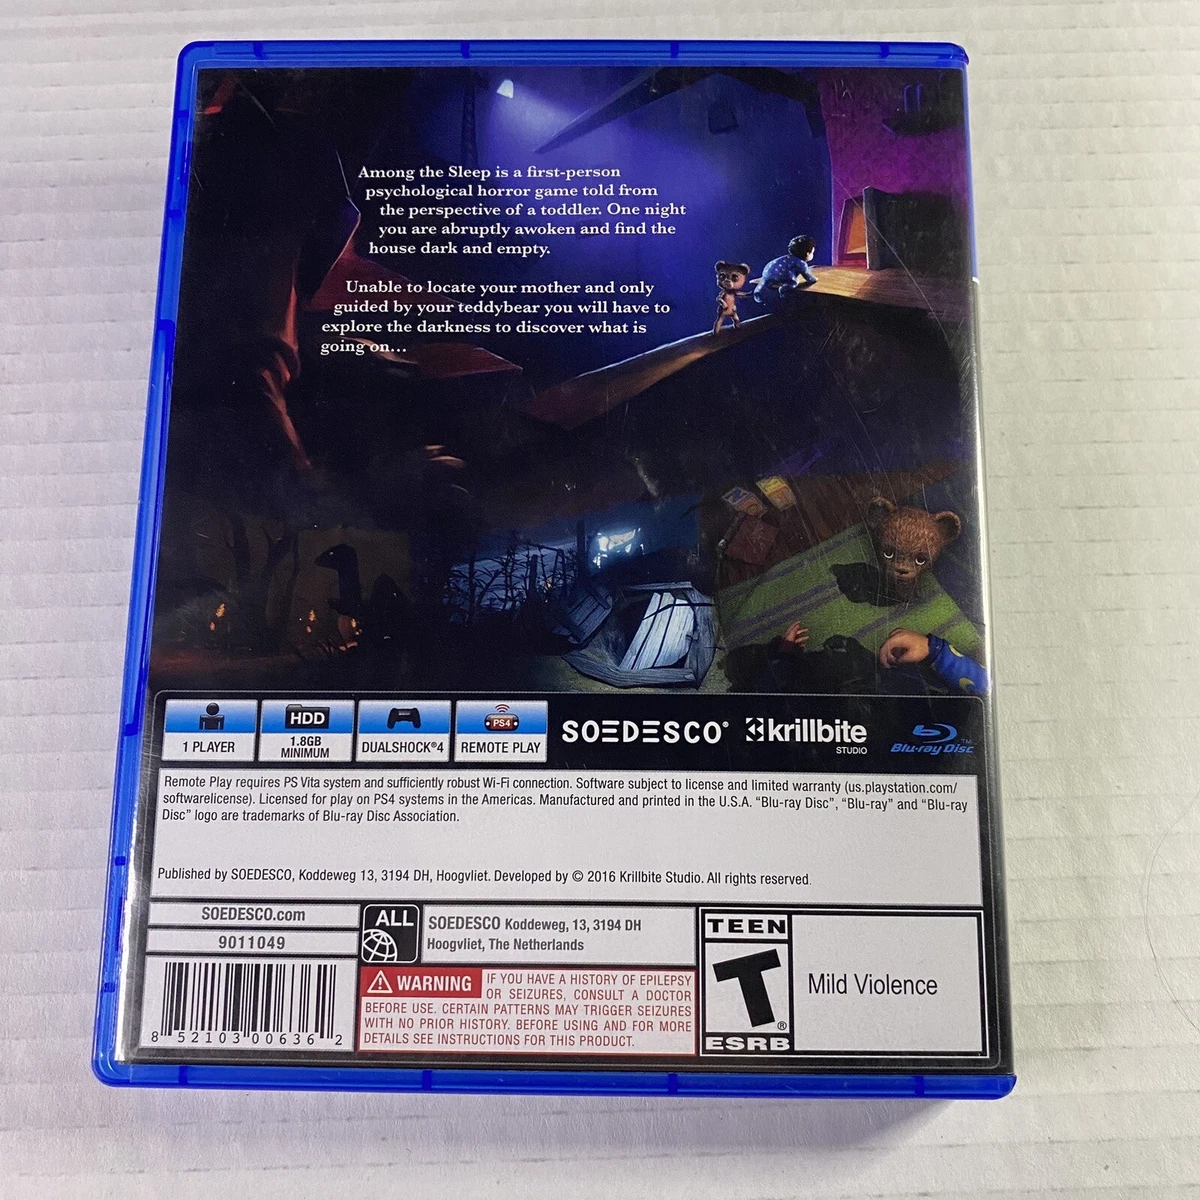 Among the Sleep is a first-person
psychological horror game told from
the perspective of a toddler. One night
you are abruptly awoken and find the
house dark and empty.
Unable to locate your mother and only
guided by your teddybear you will have to
explore the darkness to discover what is
going on...
1 PLAYER
HDD
1.8GB
MINIMUM
DUALSHOCK®4
PS4
REMOTE PLAY
SOEDESCO®
krillbite
STUDIO
Blu-ray Disc™
Remote Play requires PS Vita system and sufficiently robust Wi-Fi connection. Software subject to license and limited warranty (us.playstation.com/
softwarelicense). Licensed for play on PS4 systems in the Americas. Manufactured and printed in the U.S.A. “Blu-ray Disc”, “Blu-ray” and “Blu-ray
Disc” logo are trademarks of Blu-ray Disc Association.
Published by SOEDESCO, Koddeweg 13, 3194 DH, Hoogvliet. Developed by © 2016 Krillbite Studio. All rights reserved.
SOEDESCO.com
9011049
8 52103 00636 2
ALL
SOEDESCO Koddeweg, 13, 3194 DH
Hoogvliet, The Netherlands
WARNING IF YOU HAVE A HISTORY OF EPILEPSY
OR SEIZURES, CONSULT A DOCTOR
BEFORE USE. CERTAIN PATTERNS MAY TRIGGER SEIZURES
WITH NO PRIOR HISTORY. BEFORE USING AND FOR MORE
DETAILS SEE INSTRUCTIONS FOR THIS PRODUCT.
TEEN
T®
ESRB
Mild Violence